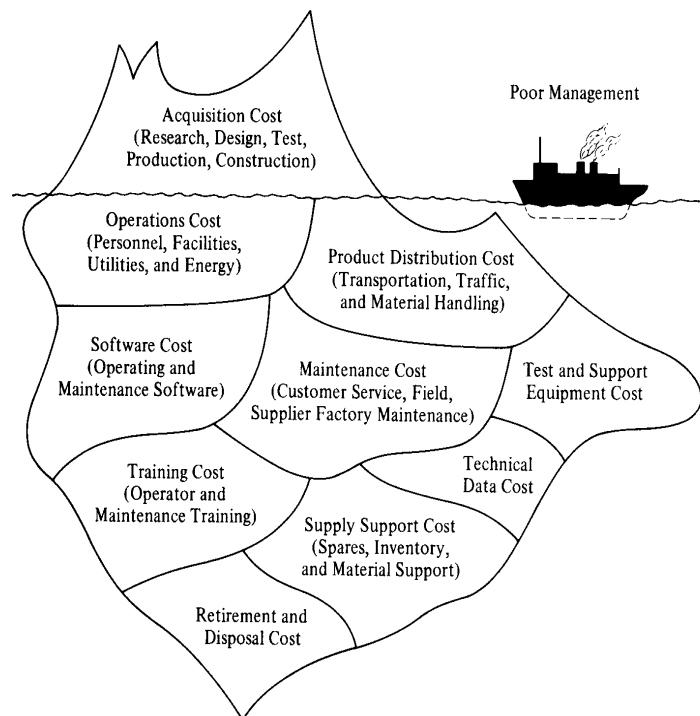 Poor Management
Acquisition Cost
(Research, Design, Test,
Production, Construction)
Operations Cost
(Personnel, Facilities,
Utilities, and Energy)
Product Distribution Cost
(Transportation, Traffic,
and Material Handling)
Software Cost
(Operating and
Maintenance Software)
Maintenance Cost
(Customer Service, Field,
Supplier Factory Maintenance)
Test and Support
Equipment Cost
Training Cost
(Operator and
Maintenance Training)
Technical
Data Cost
Supply Support Cost
(Spares, Inventory,
and Material Support)
Retirement and
Disposal Cost